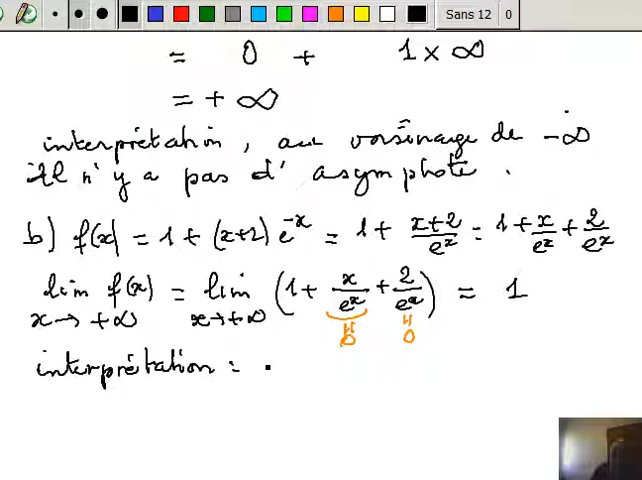 Sans 12 0
= 0 + 1 × ∞
= + ∞
interprétation, au voisinage de -∞
il n'y a pas d'asymphote.
b) f(x) = 1 + (x+2) e^-x = 1 + (x+2)/e^x = 1 + x/e^x + 2/e^x
lim f(x) = lim (1 + x/e^x + 2/e^x) = 1
x→+∞ x→+∞ = 0 = 0
interprétation : .